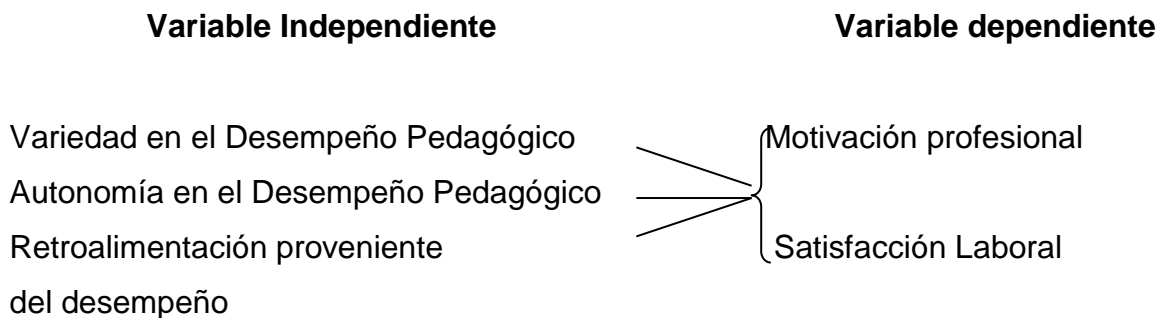 Variable Independiente
Variable dependiente
Variedad en el Desempeño Pedagógico
Autonomía en el Desempeño Pedagógico
Retroalimentación proveniente
del desempeño
Motivación profesional
Satisfacción Laboral